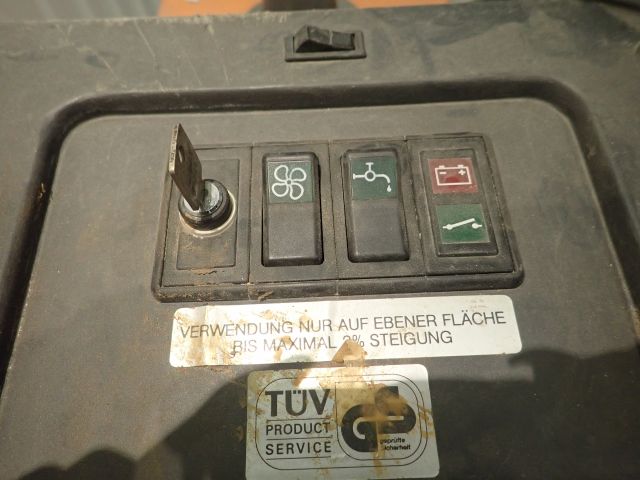 VERWENDUNG NUR AUF EBENER FLÄCHE
BIS MAXIMAL 2% STEIGUNG
TÜV
PRODUCT
SERVICE
geprüfte
Sicherheit